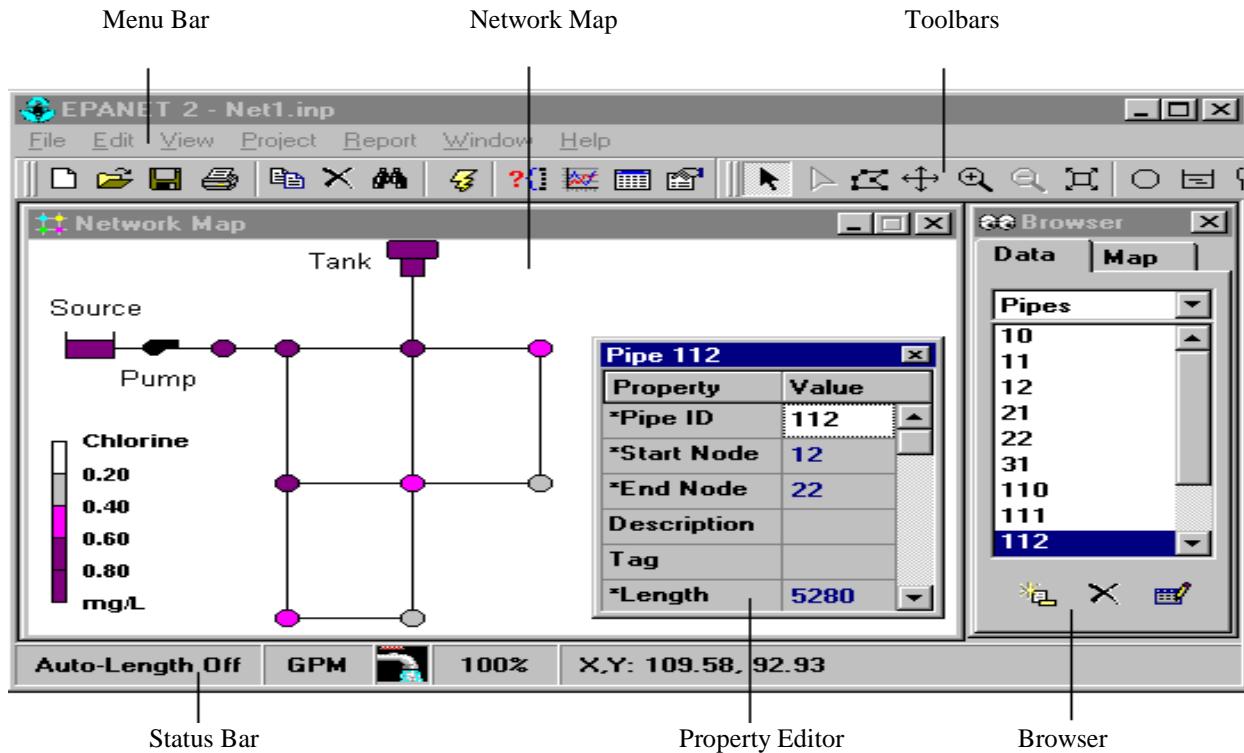 Menu Bar
Network Map
Toolbars
EPANET 2 - Net1.inp
File Edit View Project Report Window Help
Network Map
Tank
Source
Pump
Chlorine
0.20
0.40
0.60
0.80
mg/L
Pipe 112
Property Value
*Pipe ID 112
*Start Node 12
*End Node 22
Description
Tag
*Length 5280
Browser
Data Map
Pipes
10
11
12
21
22
31
110
111
112
Auto-Length Off GPM 100% X,Y: 109.58, 92.93
Status Bar
Property Editor
Browser